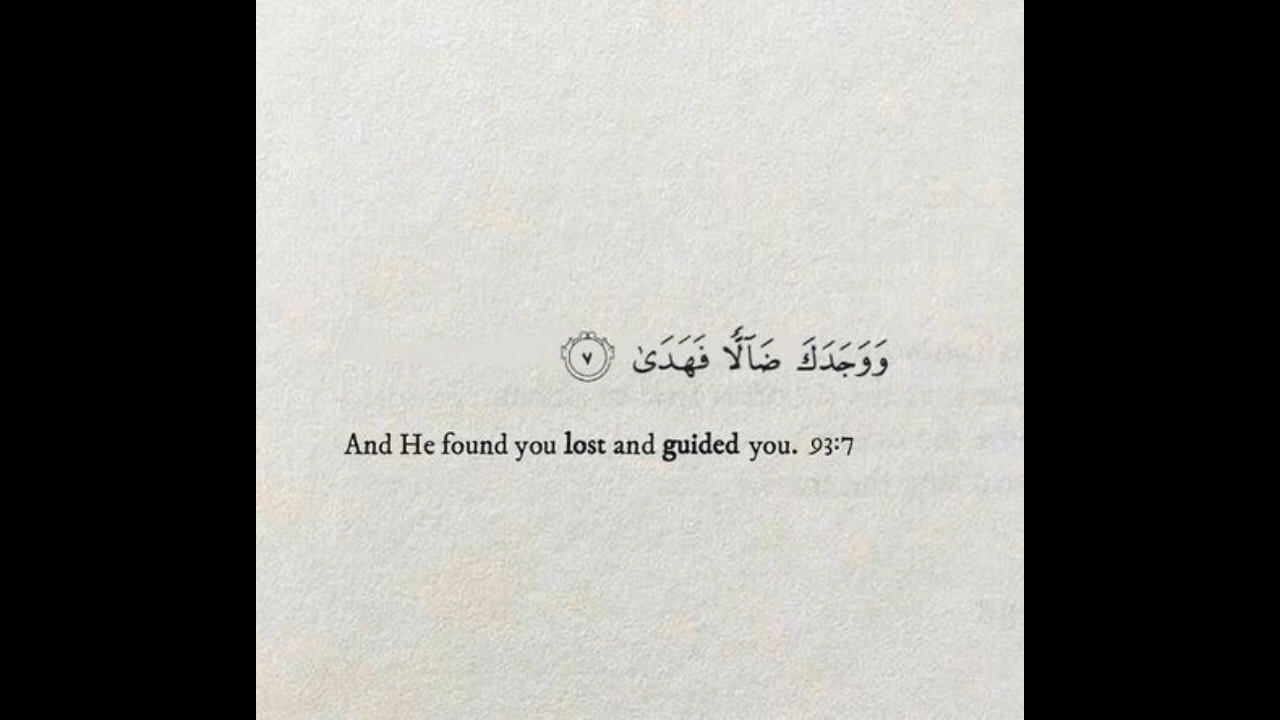 وَوَجَدَكَ ضَآلًّا فَهَدَىٰ ٧
And He found you lost and guided you. 93:7